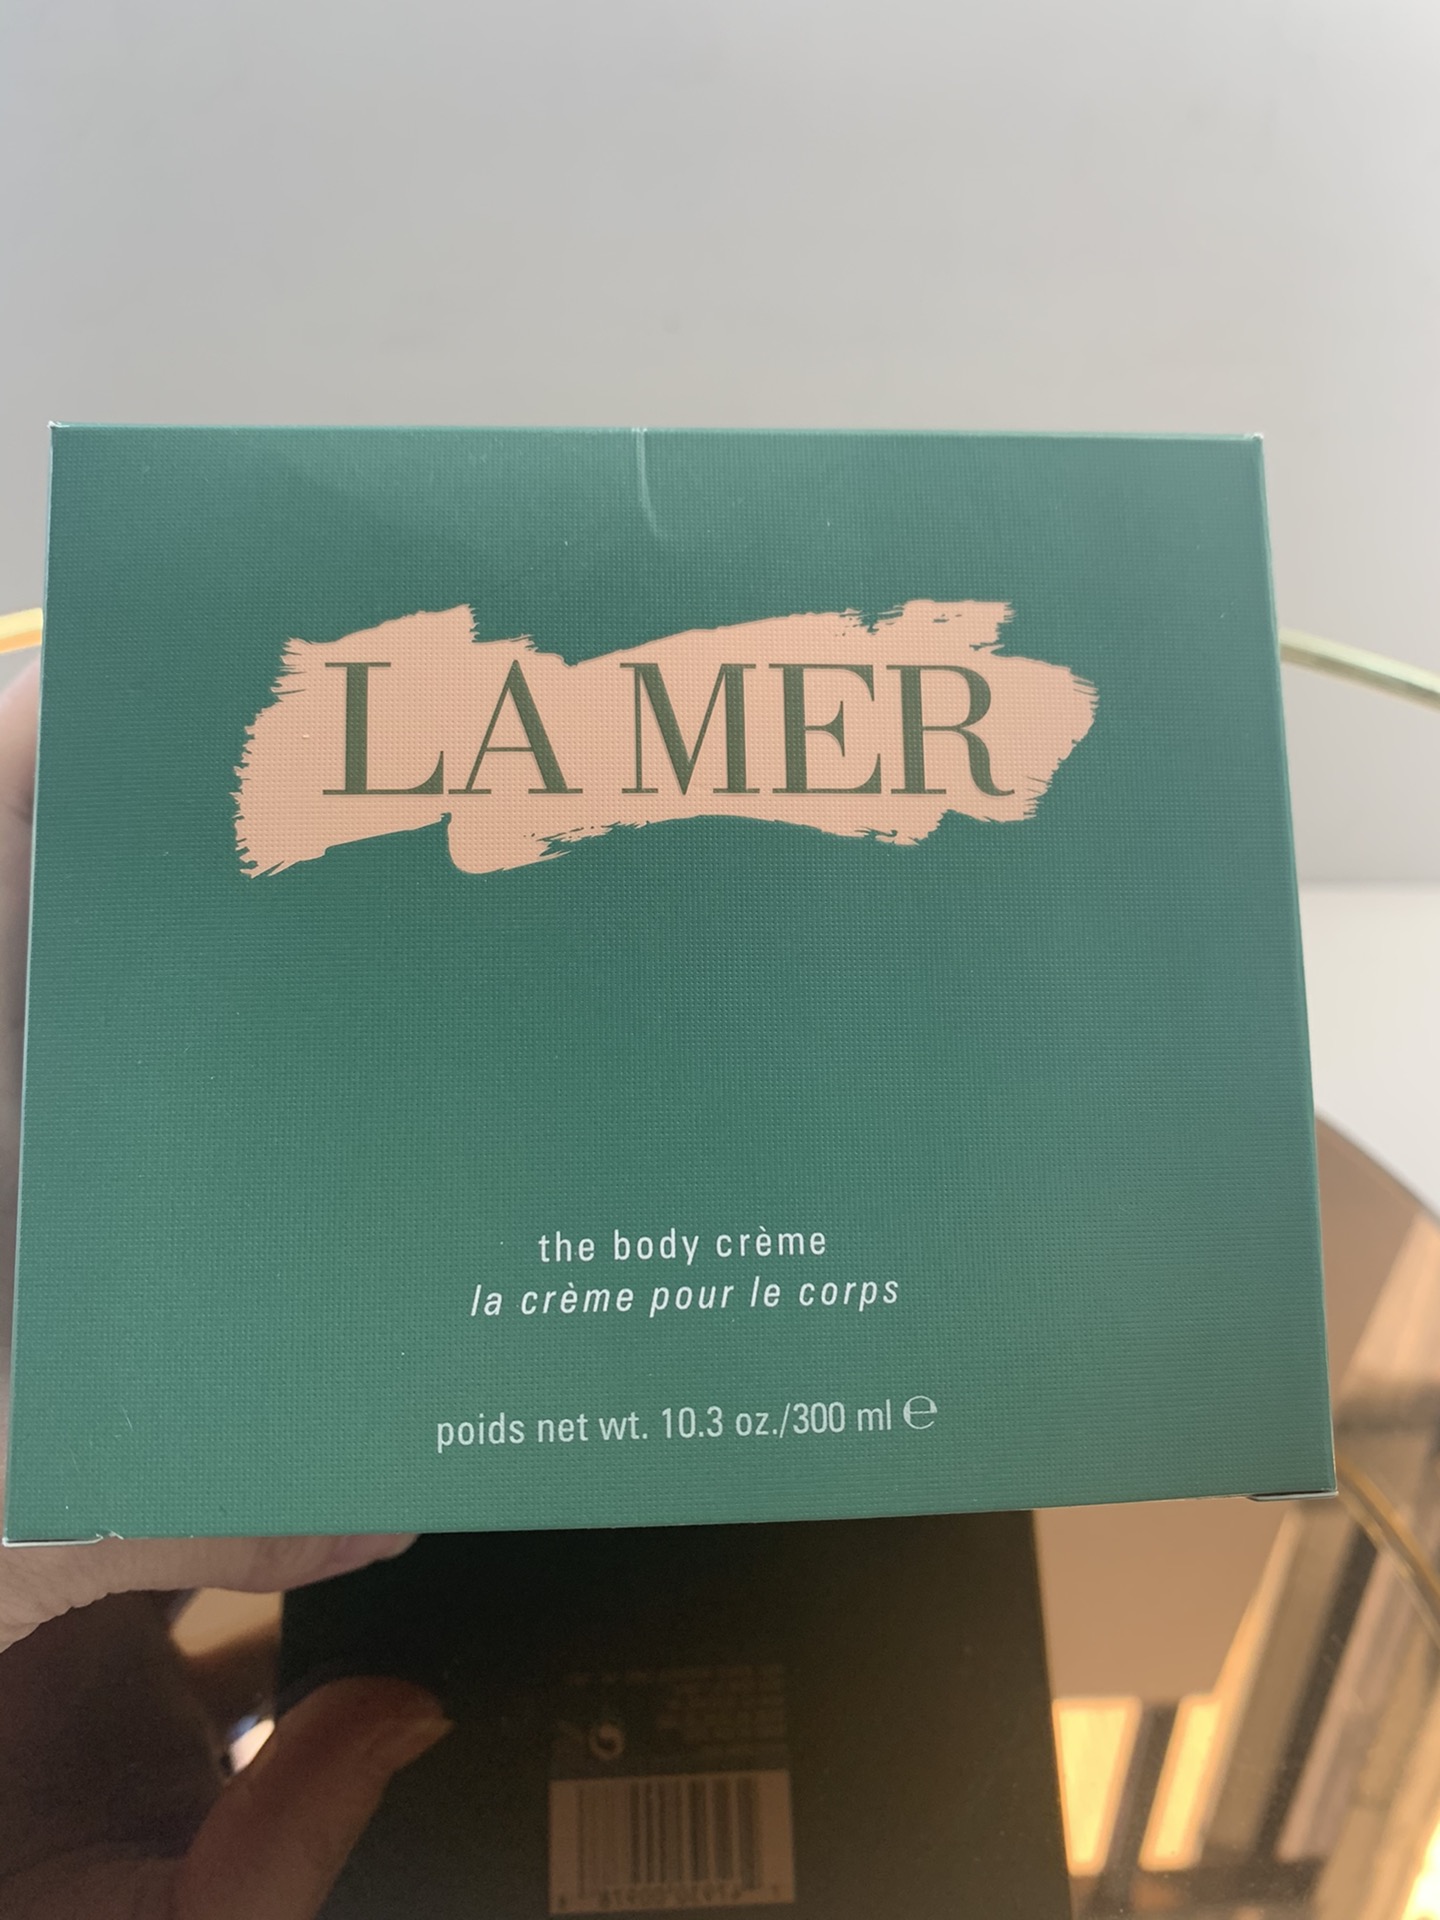 LA MER
the body crème
la crème pour le corps
poids net wt. 10.3 oz./300 ml ℮